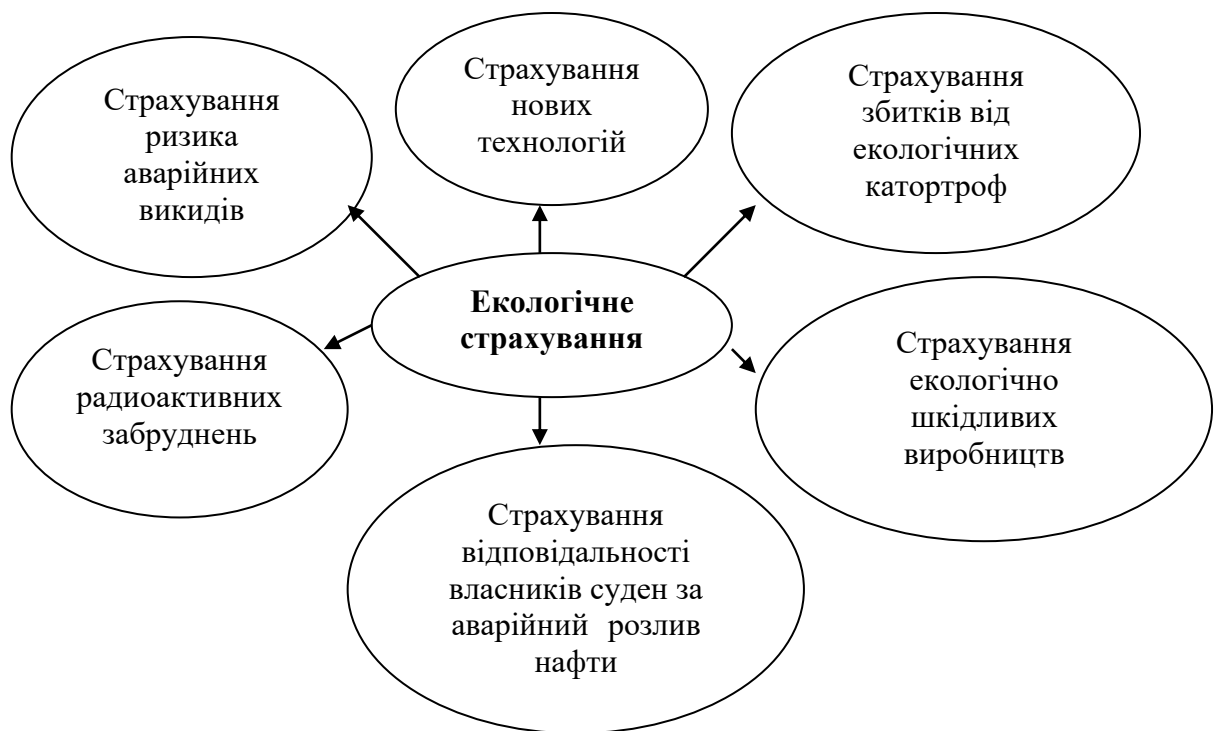 Страхування
ризика
аварійних
викидів
Страхування
нових
технологій
Страхування
збитків від
екологічних
катортроф
Екологічне
страхування
Страхування
радиоактивних
забруднень
Страхування
екологічно
шкідливих
виробництв
Страхування
відповідальності
власників суден за
аварійний розлив
нафти